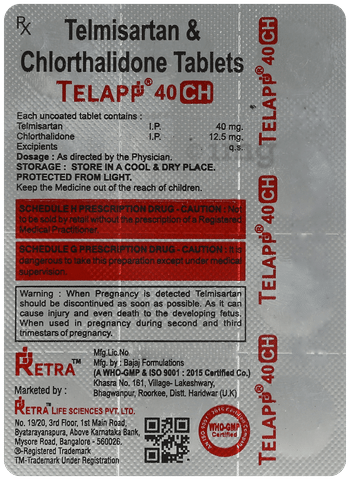 Rx
Telmisartan &
Chlorthalidone Tablets
TELAPP® 40 CH
Each uncoated tablet contains :
Telmisartan I.P. 40 mg.
Chlorthalidone I.P. 12.5 mg.
Excipients q.s.
Dosage : As directed by the Physician.
STORAGE : STORE IN A COOL & DRY PLACE.
PROTECTED FROM LIGHT.
Keep the Medicine out of the reach of children.
SCHEDULE H PRESCRIPTION DRUG - CAUTION : Not
to be sold by retail without the prescription of a Registered
Medical Practitioner.
SCHEDULE G PRESCRIPTION DRUG - CAUTION : It is
dangerous to take this preparation except under medical
supervision.
Warning : When Pregnancy is detected Telmisartan
should be discontinued as soon as possible. As it can
cause injury and even death to the developing fetus.
When used in pregnancy during second and third
trimestars of pregnancy.
RETRA™
Marketed by :
Mfg.Lic.No.
Mfg. by : Bajaj Formulations
(A WHO-GMP & ISO 9001 : 2015 Certified Co.)
Khasra No. 161, Village- Lakeshwary,
Bhagwanpur, Roorkee, Distt. Haridwar (U.K)
RETRA™ LIFE SCIENCES PVT. LTD.
No. 19/20, 3rd Floor, 1st Main Road,
Byatarayanapura, Above Karnataka Bank,
Mysore Road, Bangalore - 560026.
®-Registered Trademark
TM-Trademark Under Registration
WHO-GMP
Certified
TELAPP® 40 CH
TELAPP® 40 CH
TELAPP® 40 CH